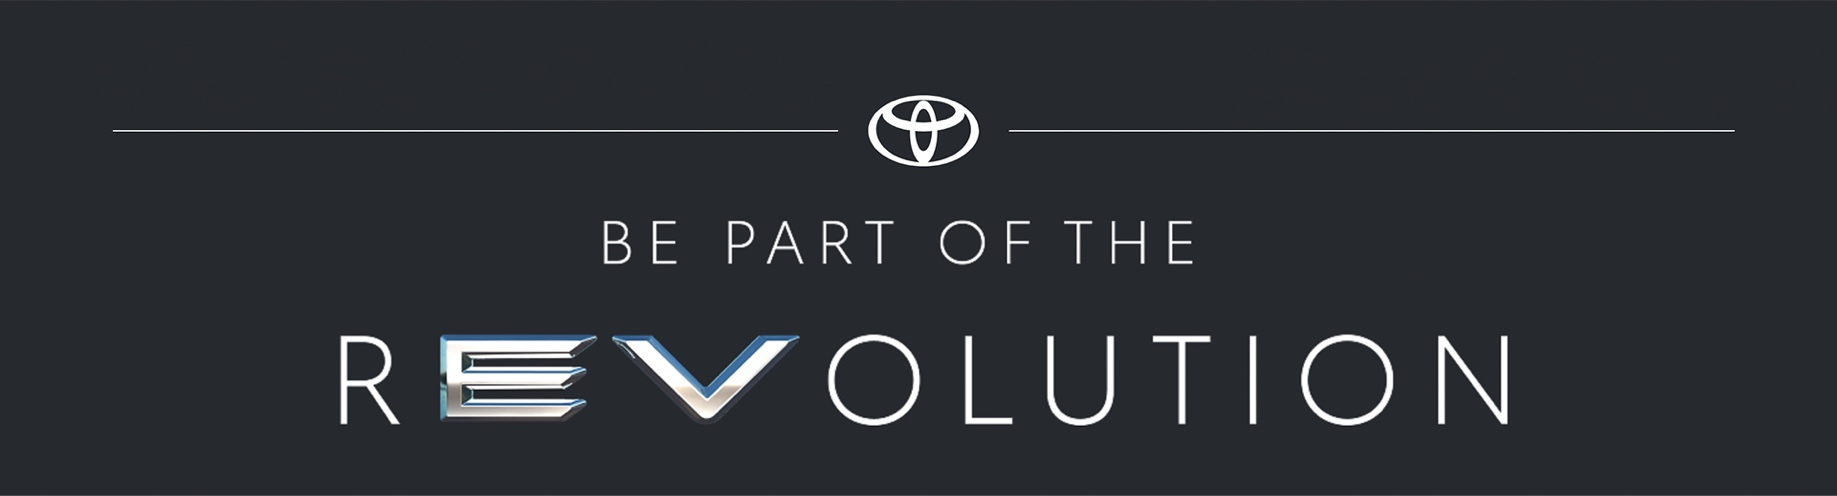 BE PART OF THE
REVOLUTION